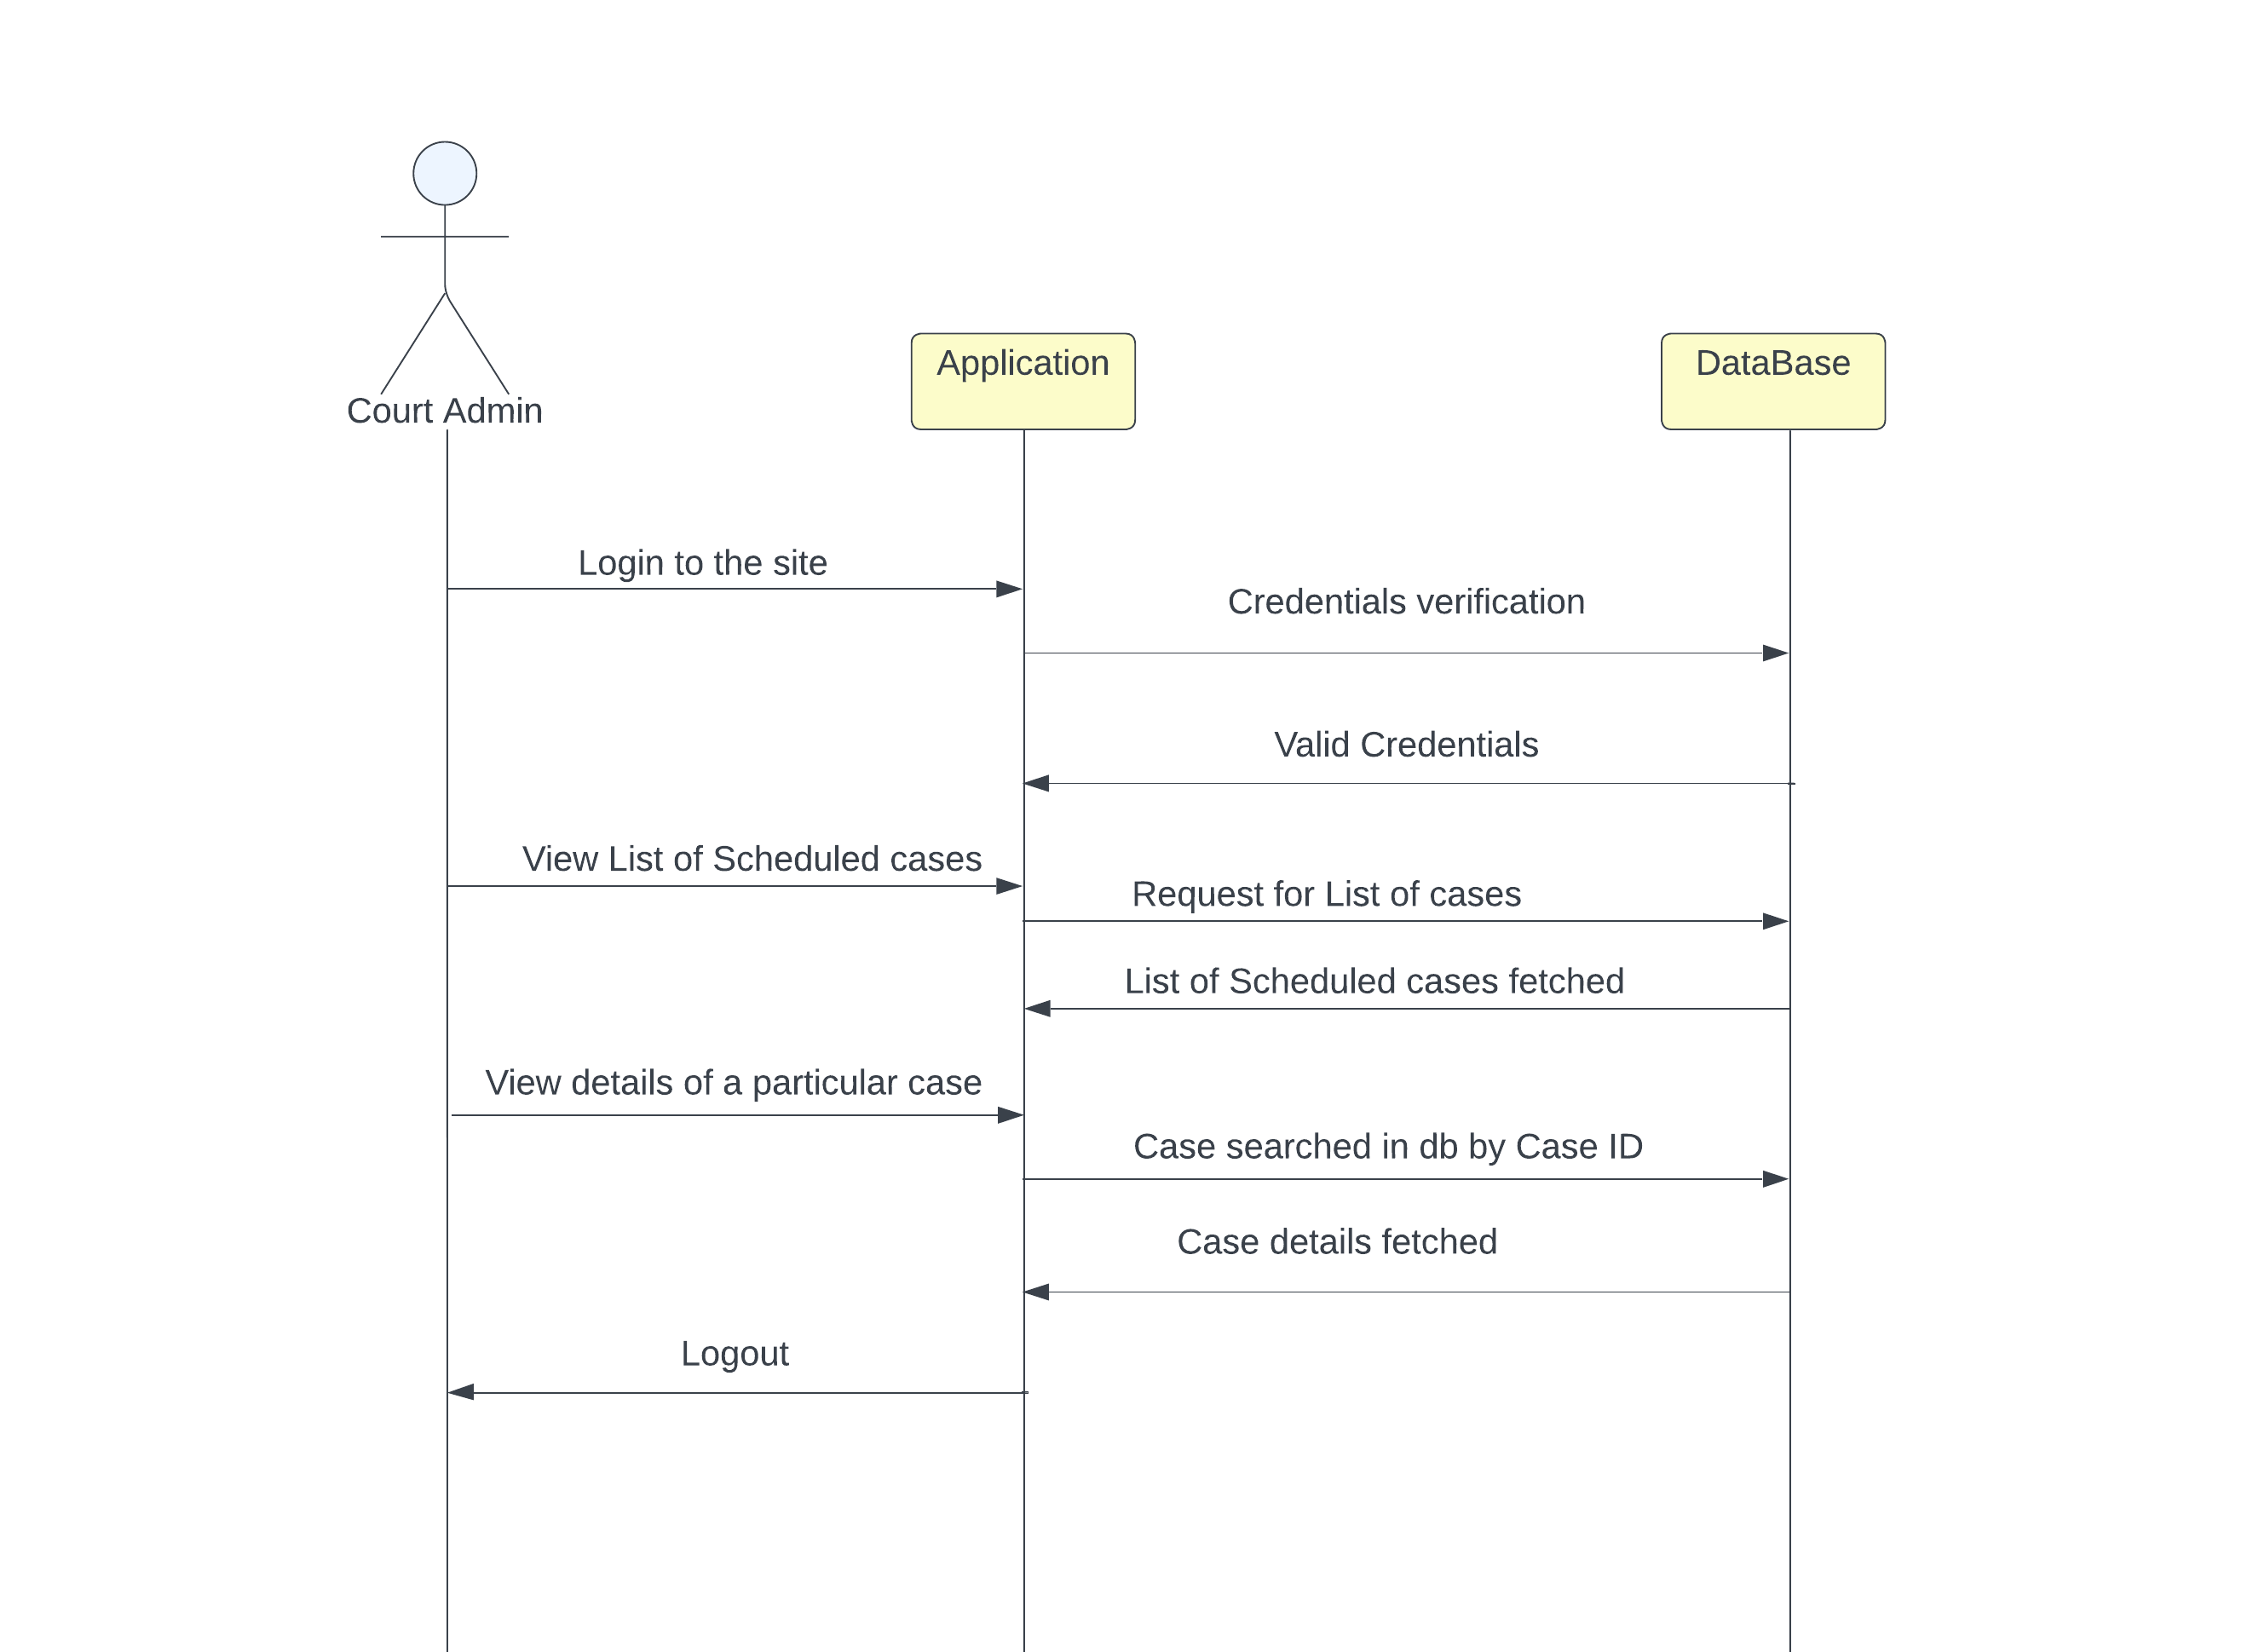 Court Admin
Application
DataBase
Login to the site
Credentials verification
Valid Credentials
View List of Scheduled cases
Request for List of cases
List of Scheduled cases fetched
View details of a particular case
Case searched in db by Case ID
Case details fetched
Logout